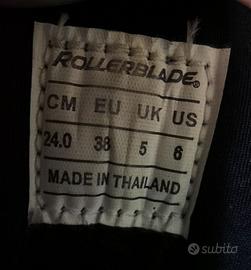 ROLLERBLADE®
CM EU UK US
24.0 38 5 6
MADE IN THAILAND
subito